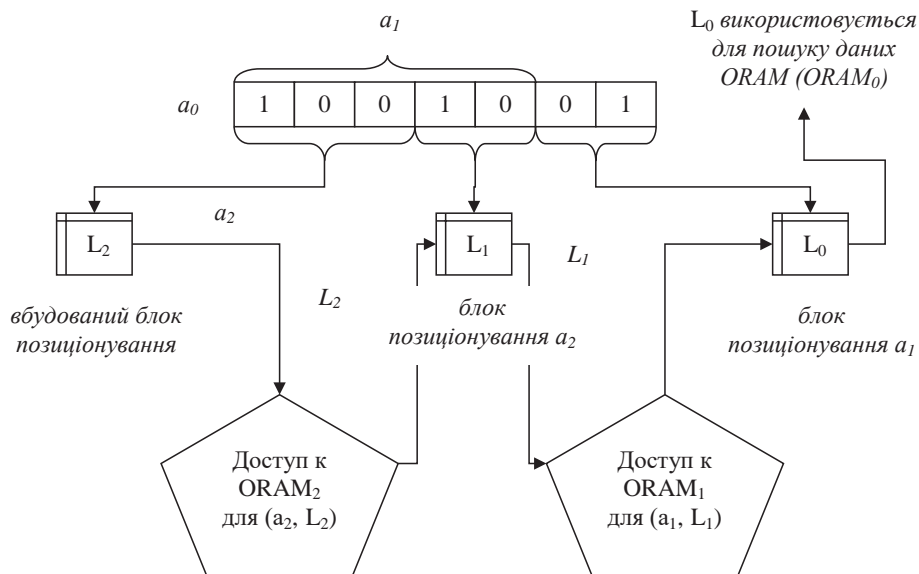 a₁
L₀ використовується
для пошуку даних
ORAM (ORAM₀)
a₀ 1 0 0 1 0 0 1
L₂ a₂ L₁ L₁ L₀
L₂
вбудований блок
позиціонування
блок
позиціонування a₂
блок
позиціонування a₁
Доступ к
ORAM₂
для (a₂, L₂)
Доступ к
ORAM₁
для (a₁, L₁)